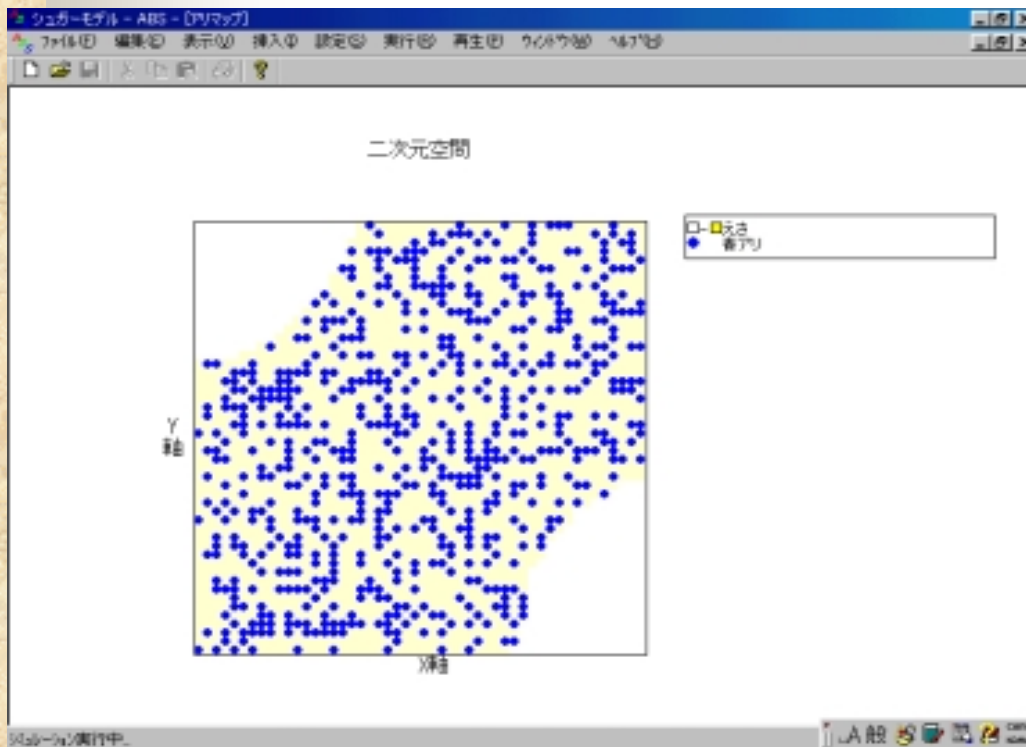 シュガーモデル - ABS - [アリマップ]
ファイル(F) 編集(E) 表示(V) 挿入(I) 設定(S) 実行(R) 再生(P) ウィンドウ(W) ヘルプ(H)
二次元空間
えさ
Y
軸
X軸
シミュレーション実行中_
A 般